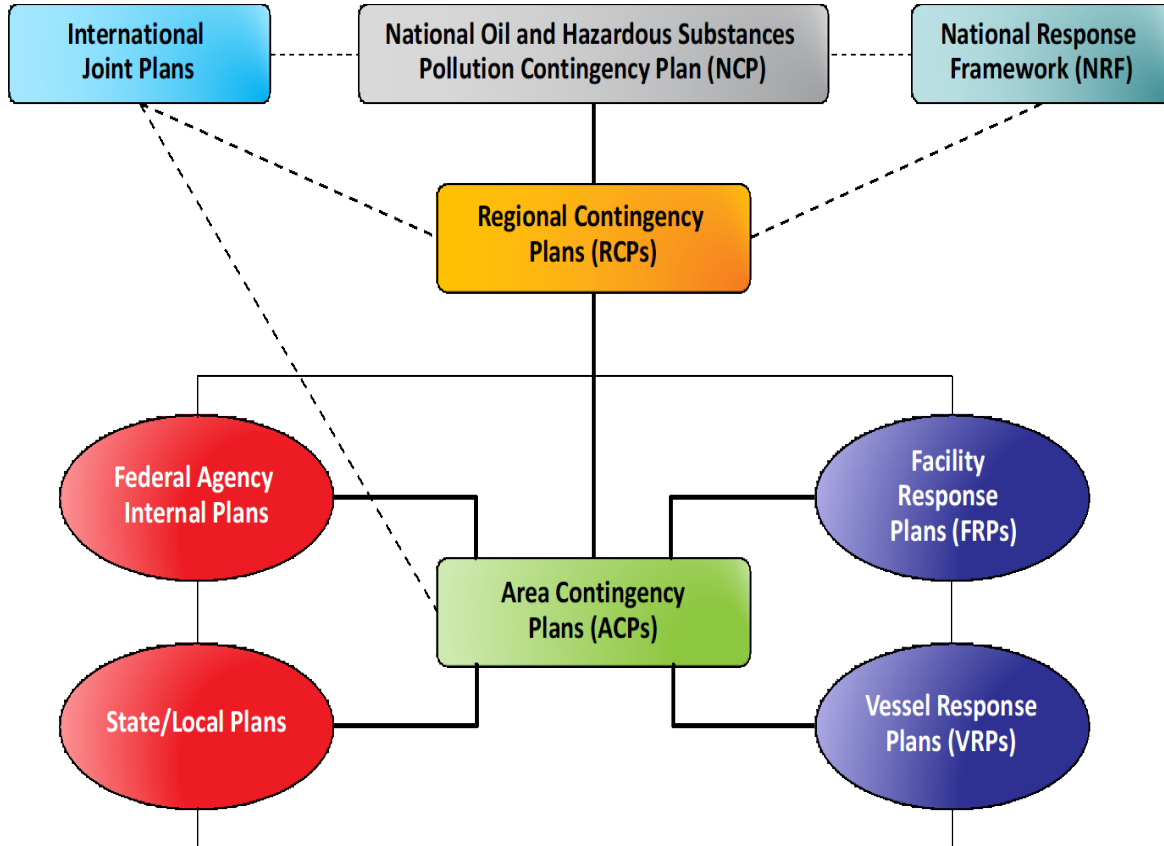 International
Joint Plans
National Oil and Hazardous Substances
Pollution Contingency Plan (NCP)
National Response
Framework (NRF)
Regional Contingency
Plans (RCPs)
Federal Agency
Internal Plans
Facility
Response
Plans (FRPs)
Area Contingency
Plans (ACPs)
State/Local Plans
Vessel Response
Plans (VRPs)